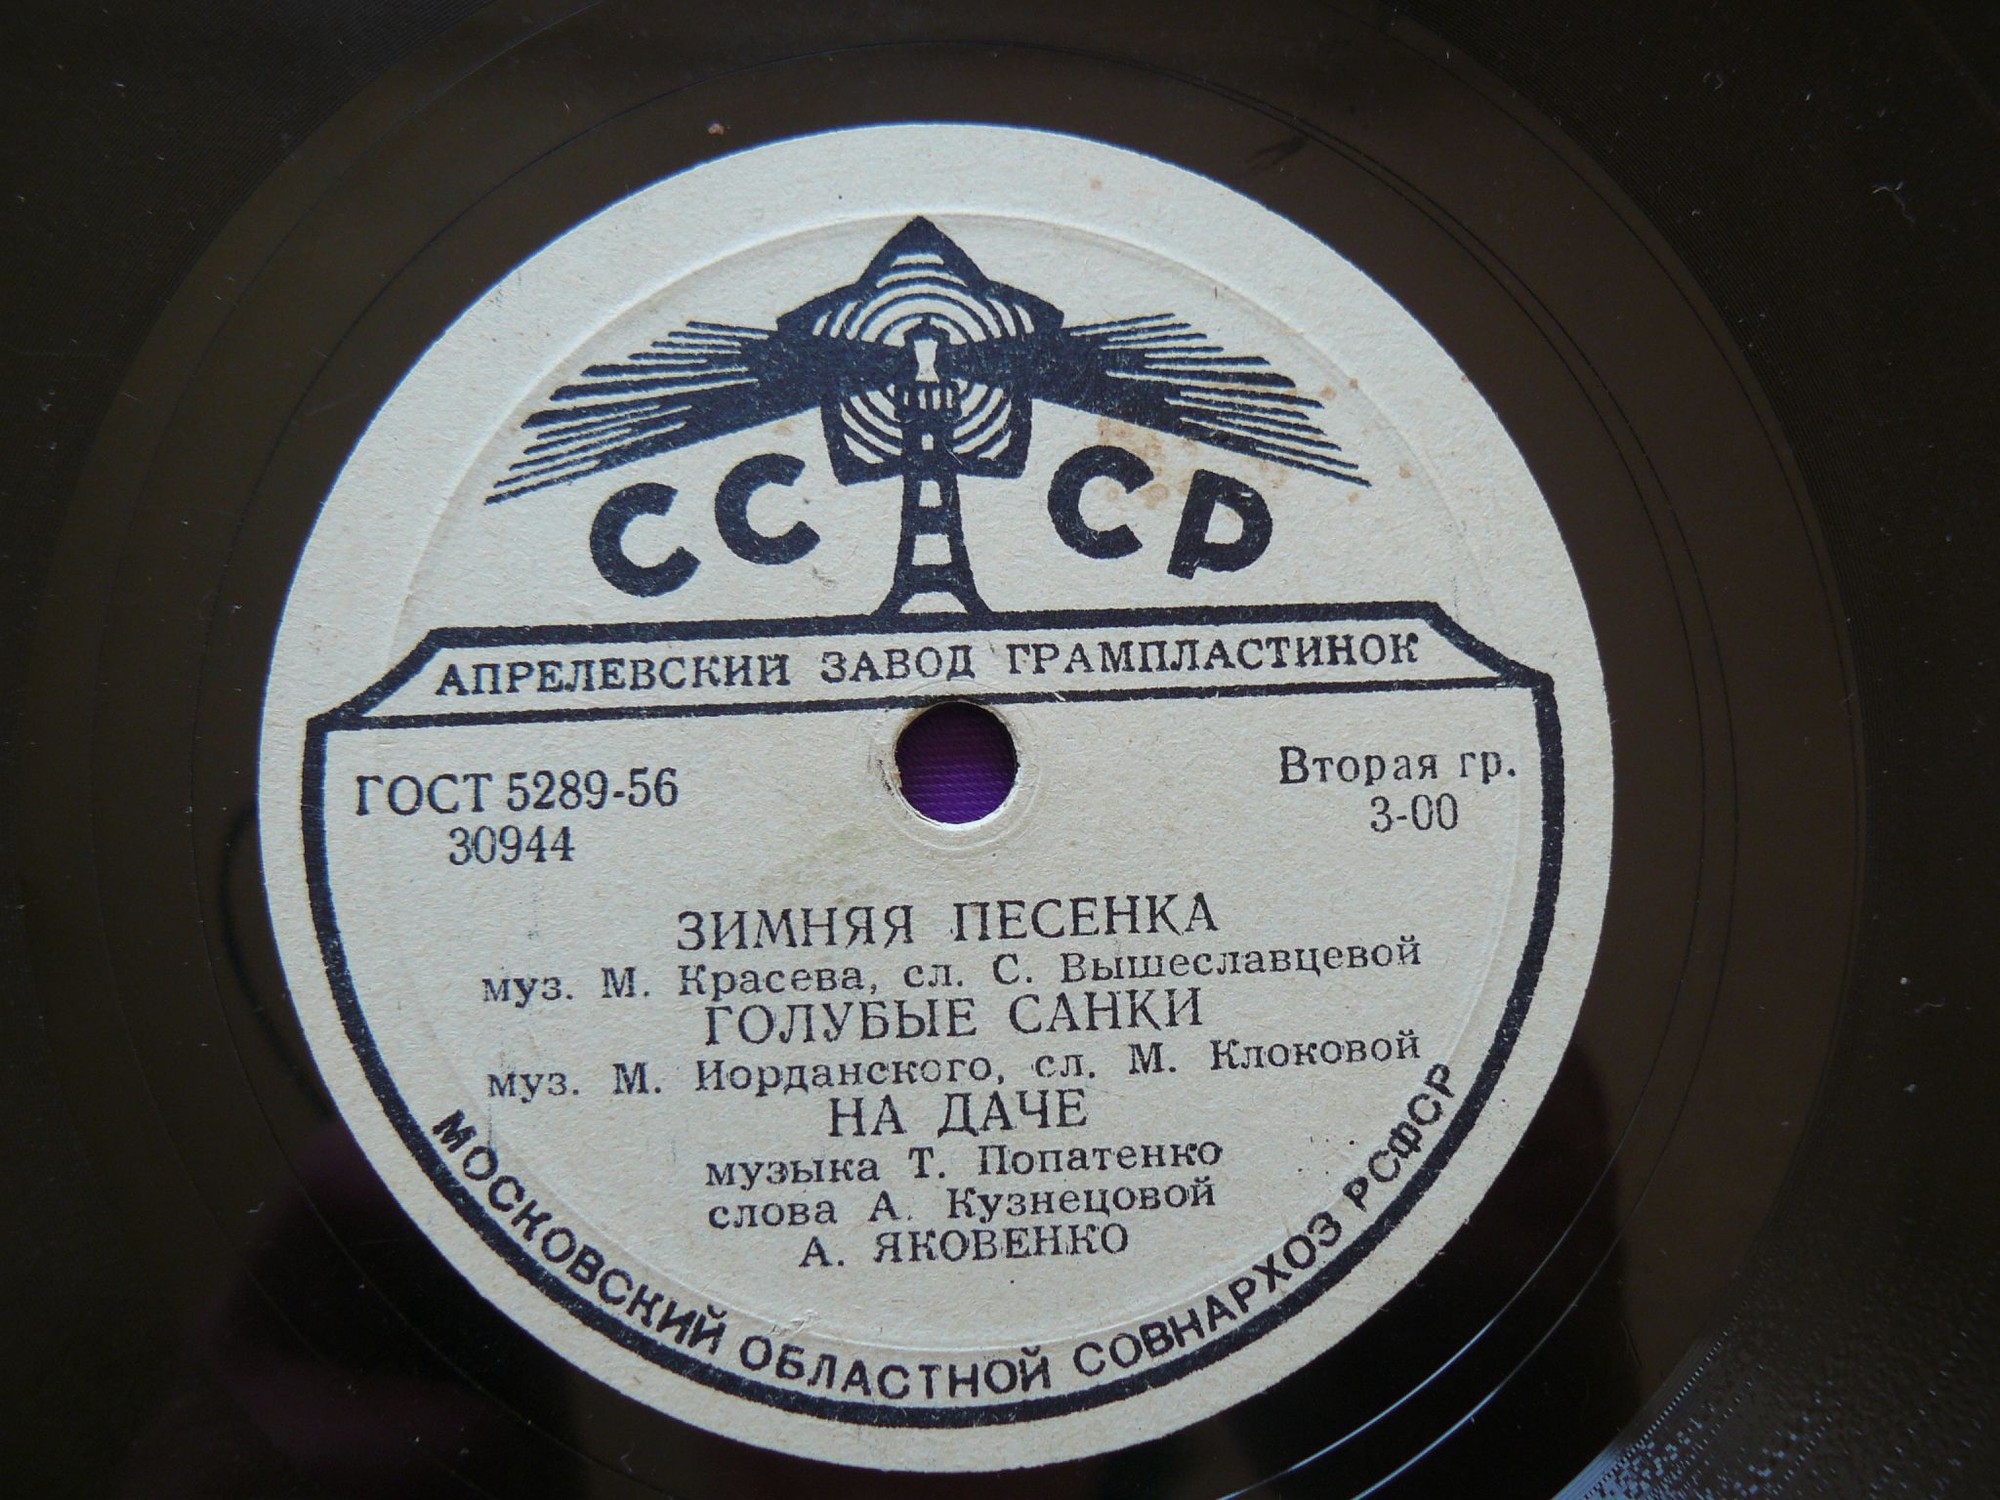 СССР
АПРЕЛЕВСКИЙ ЗАВОД ГРАМПЛАСТИНОК
ГОСТ 5289-56
30944
Вторая гр.
3-00
ЗИМНЯЯ ПЕСЕНКА
муз. М. Красева, сл. С. Вышеславцевой
ГОЛУБЫЕ САНКИ
муз. М. Иорданского, сл. М. Клоковой
НА ДАЧЕ
музыка Т. Попатенко
слова А. Кузнецовой
А. ЯКОВЕНКО
МОСКОВСКИЙ ОБЛАСТНОЙ СОВНАРХОЗ РСФСР